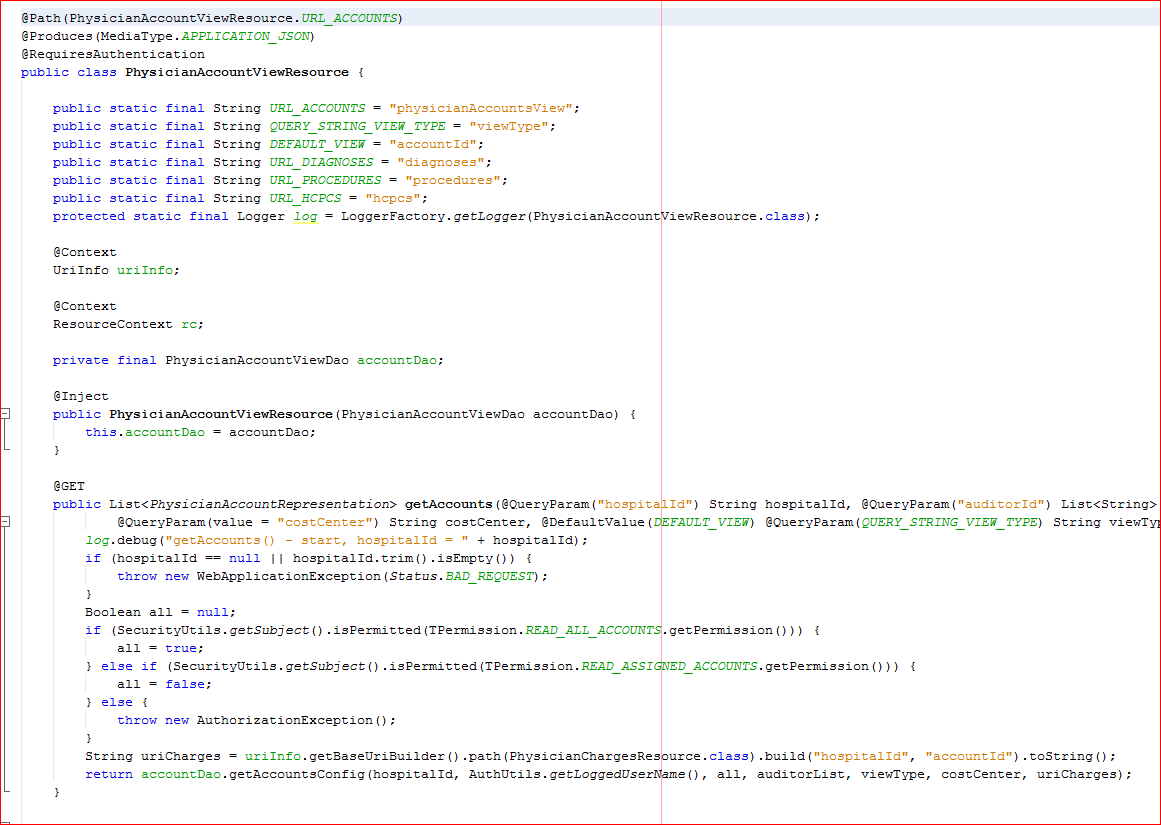 @Path(PhysicianAccountViewResource.URL_ACCOUNTS)
@Produces(MediaType.APPLICATION_JSON)
@RequiresAuthentication
public class PhysicianAccountViewResource {
public static final String URL_ACCOUNTS = "physicianAccountsView";
public static final String QUERY_STRING_VIEW_TYPE = "viewType";
public static final String DEFAULT_VIEW = "accountId";
public static final String URL_DIAGNOSES = "diagnoses";
public static final String URL_PROCEDURES = "procedures";
public static final String URL_HCPCS = "hcpcs";
protected static final Logger log = LoggerFactory.getLogger(PhysicianAccountViewResource.class);
@Context
UriInfo uriInfo;
@Context
ResourceContext rc;
private final PhysicianAccountViewDao accountDao;
@Inject
public PhysicianAccountViewResource(PhysicianAccountViewDao accountDao) {
this.accountDao = accountDao;
}
@GET
public List<PhysicianAccountRepresentation> getAccounts(@QueryParam("hospitalId") String hospitalId, @QueryParam("auditorId") List<String>
@QueryParam(value = "costCenter") String costCenter, @DefaultValue(DEFAULT_VIEW) @QueryParam(QUERY_STRING_VIEW_TYPE) String viewTyp
log.debug("getAccounts() - start, hospitalId = " + hospitalId);
if (hospitalId == null || hospitalId.trim().isEmpty()) {
throw new WebApplicationException(Status.BAD_REQUEST);
}
Boolean all = null;
if (SecurityUtils.getSubject().isPermitted(TPermission.READ_ALL_ACCOUNTS.getPermission())) {
all = true;
} else if (SecurityUtils.getSubject().isPermitted(TPermission.READ_ASSIGNED_ACCOUNTS.getPermission())) {
all = false;
} else {
throw new AuthorizationException();
}
String uriCharges = uriInfo.getBaseUriBuilder().path(PhysicianChargesResource.class).build("hospitalId", "accountId").toString();
return accountDao.getAccountsConfig(hospitalId, AuthUtils.getLoggedUserName(), all, auditorList, viewType, costCenter, uriCharges);
}